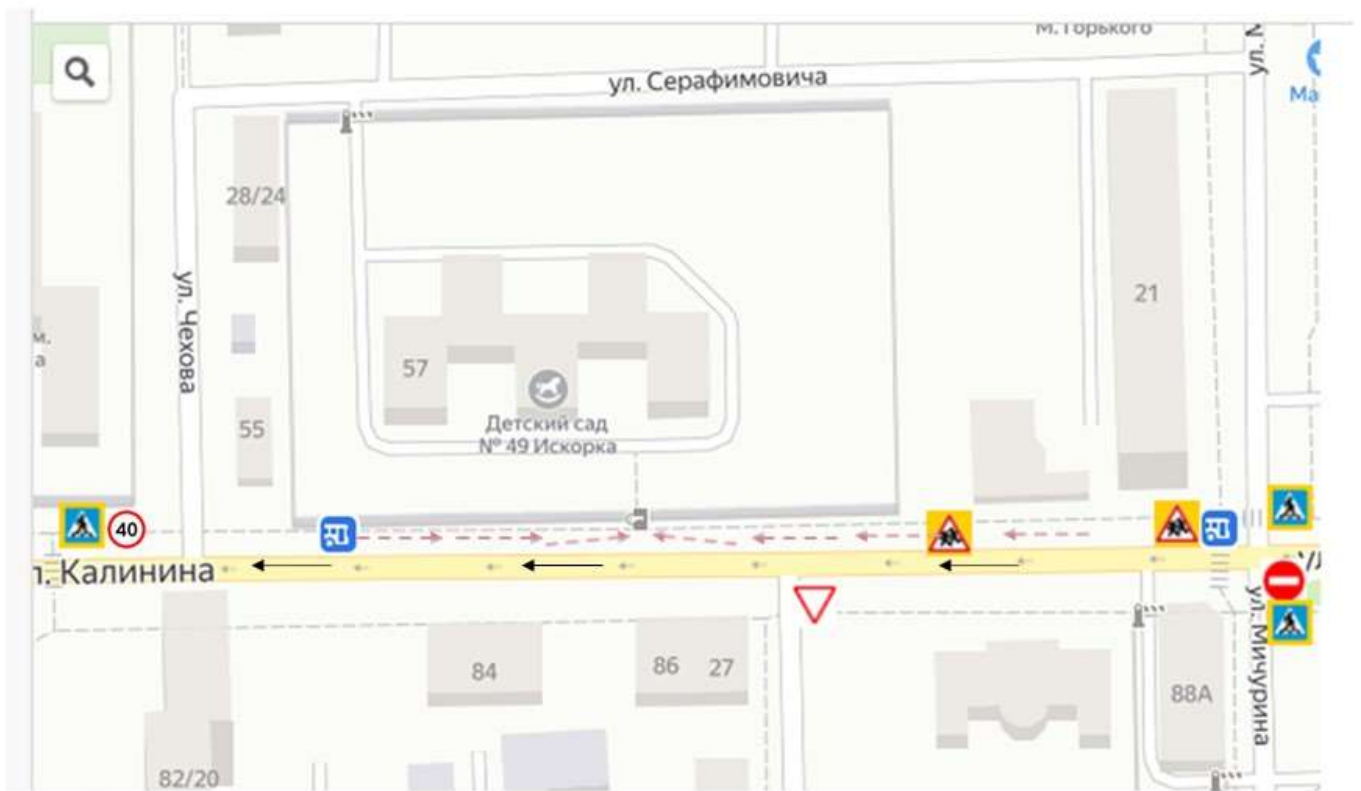 М. Горького
ул. Серафимовича
Ма
28/24
ул. Чехова
21
57
55
Детский сад
№ 49 Искорка
м.
а
40
л. Калинина
ул. Мичурина
84
86
27
88А
82/20